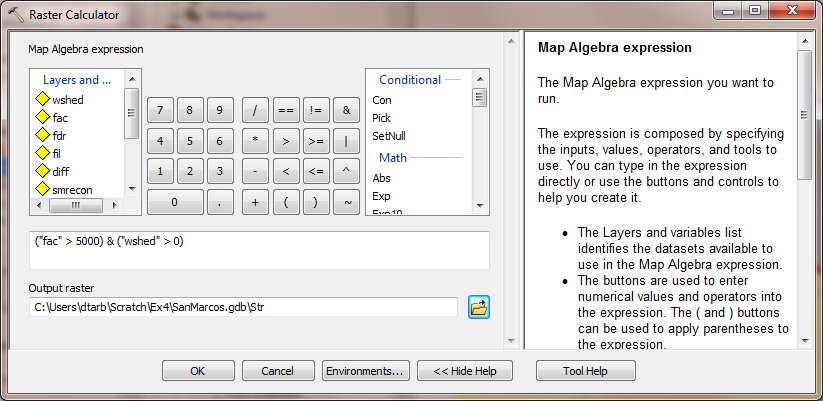 Raster Calculator
Map Algebra expression
Layers and ...
wshed
fac
fdr
fil
diff
smrecon
7 8 9 / == != &
4 5 6 * > >= |
1 2 3 - < <= ^
0 . + ( ) ~
Conditional
Con
Pick
SetNull
Math
Abs
Exp
Exp10
("fac" > 5000) & ("wshed" > 0)
Output raster
C:\Users\dtarb\Scratch\Ex4\SanMarcos.gdb\Str
OK
Cancel
Environments...
<< Hide Help
Tool Help
Map Algebra expression
The Map Algebra expression you want to
run.
The expression is composed by specifying
the inputs, values, operators, and tools to
use. You can type in the expression
directly or use the buttons and controls to
help you create it.
• The Layers and variables list
identifies the datasets available to
use in the Map Algebra expression.
• The buttons are used to enter
numerical values and operators into
the expression. The ( and ) buttons
can be used to apply parentheses to
the expression.